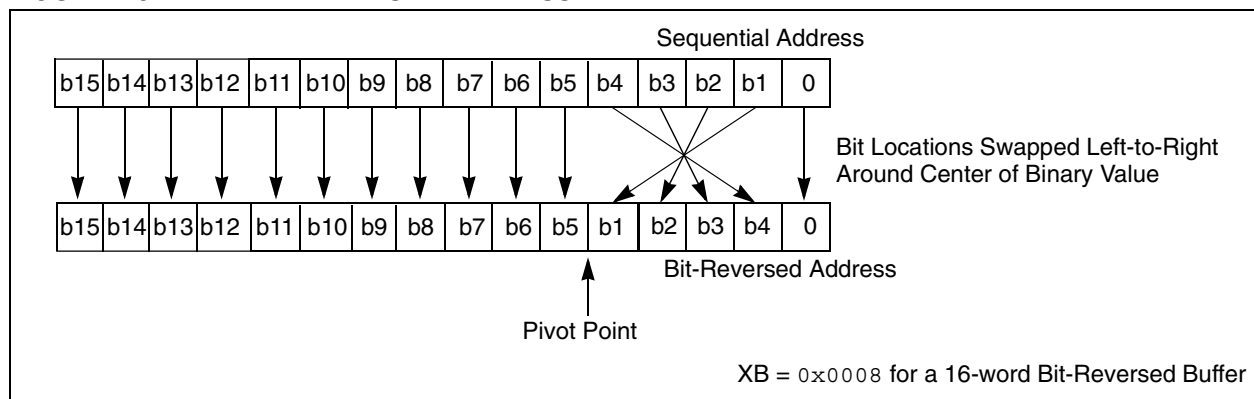 Sequential Address
b15 b14 b13 b12 b11 b10 b9 b8 b7 b6 b5 b4 b3 b2 b1 0
Bit Locations Swapped Left-to-Right
Around Center of Binary Value
b15 b14 b13 b12 b11 b10 b9 b8 b7 b6 b5 b1 b2 b3 b4 0
Bit-Reversed Address
Pivot Point
XB = 0x0008 for a 16-word Bit-Reversed Buffer